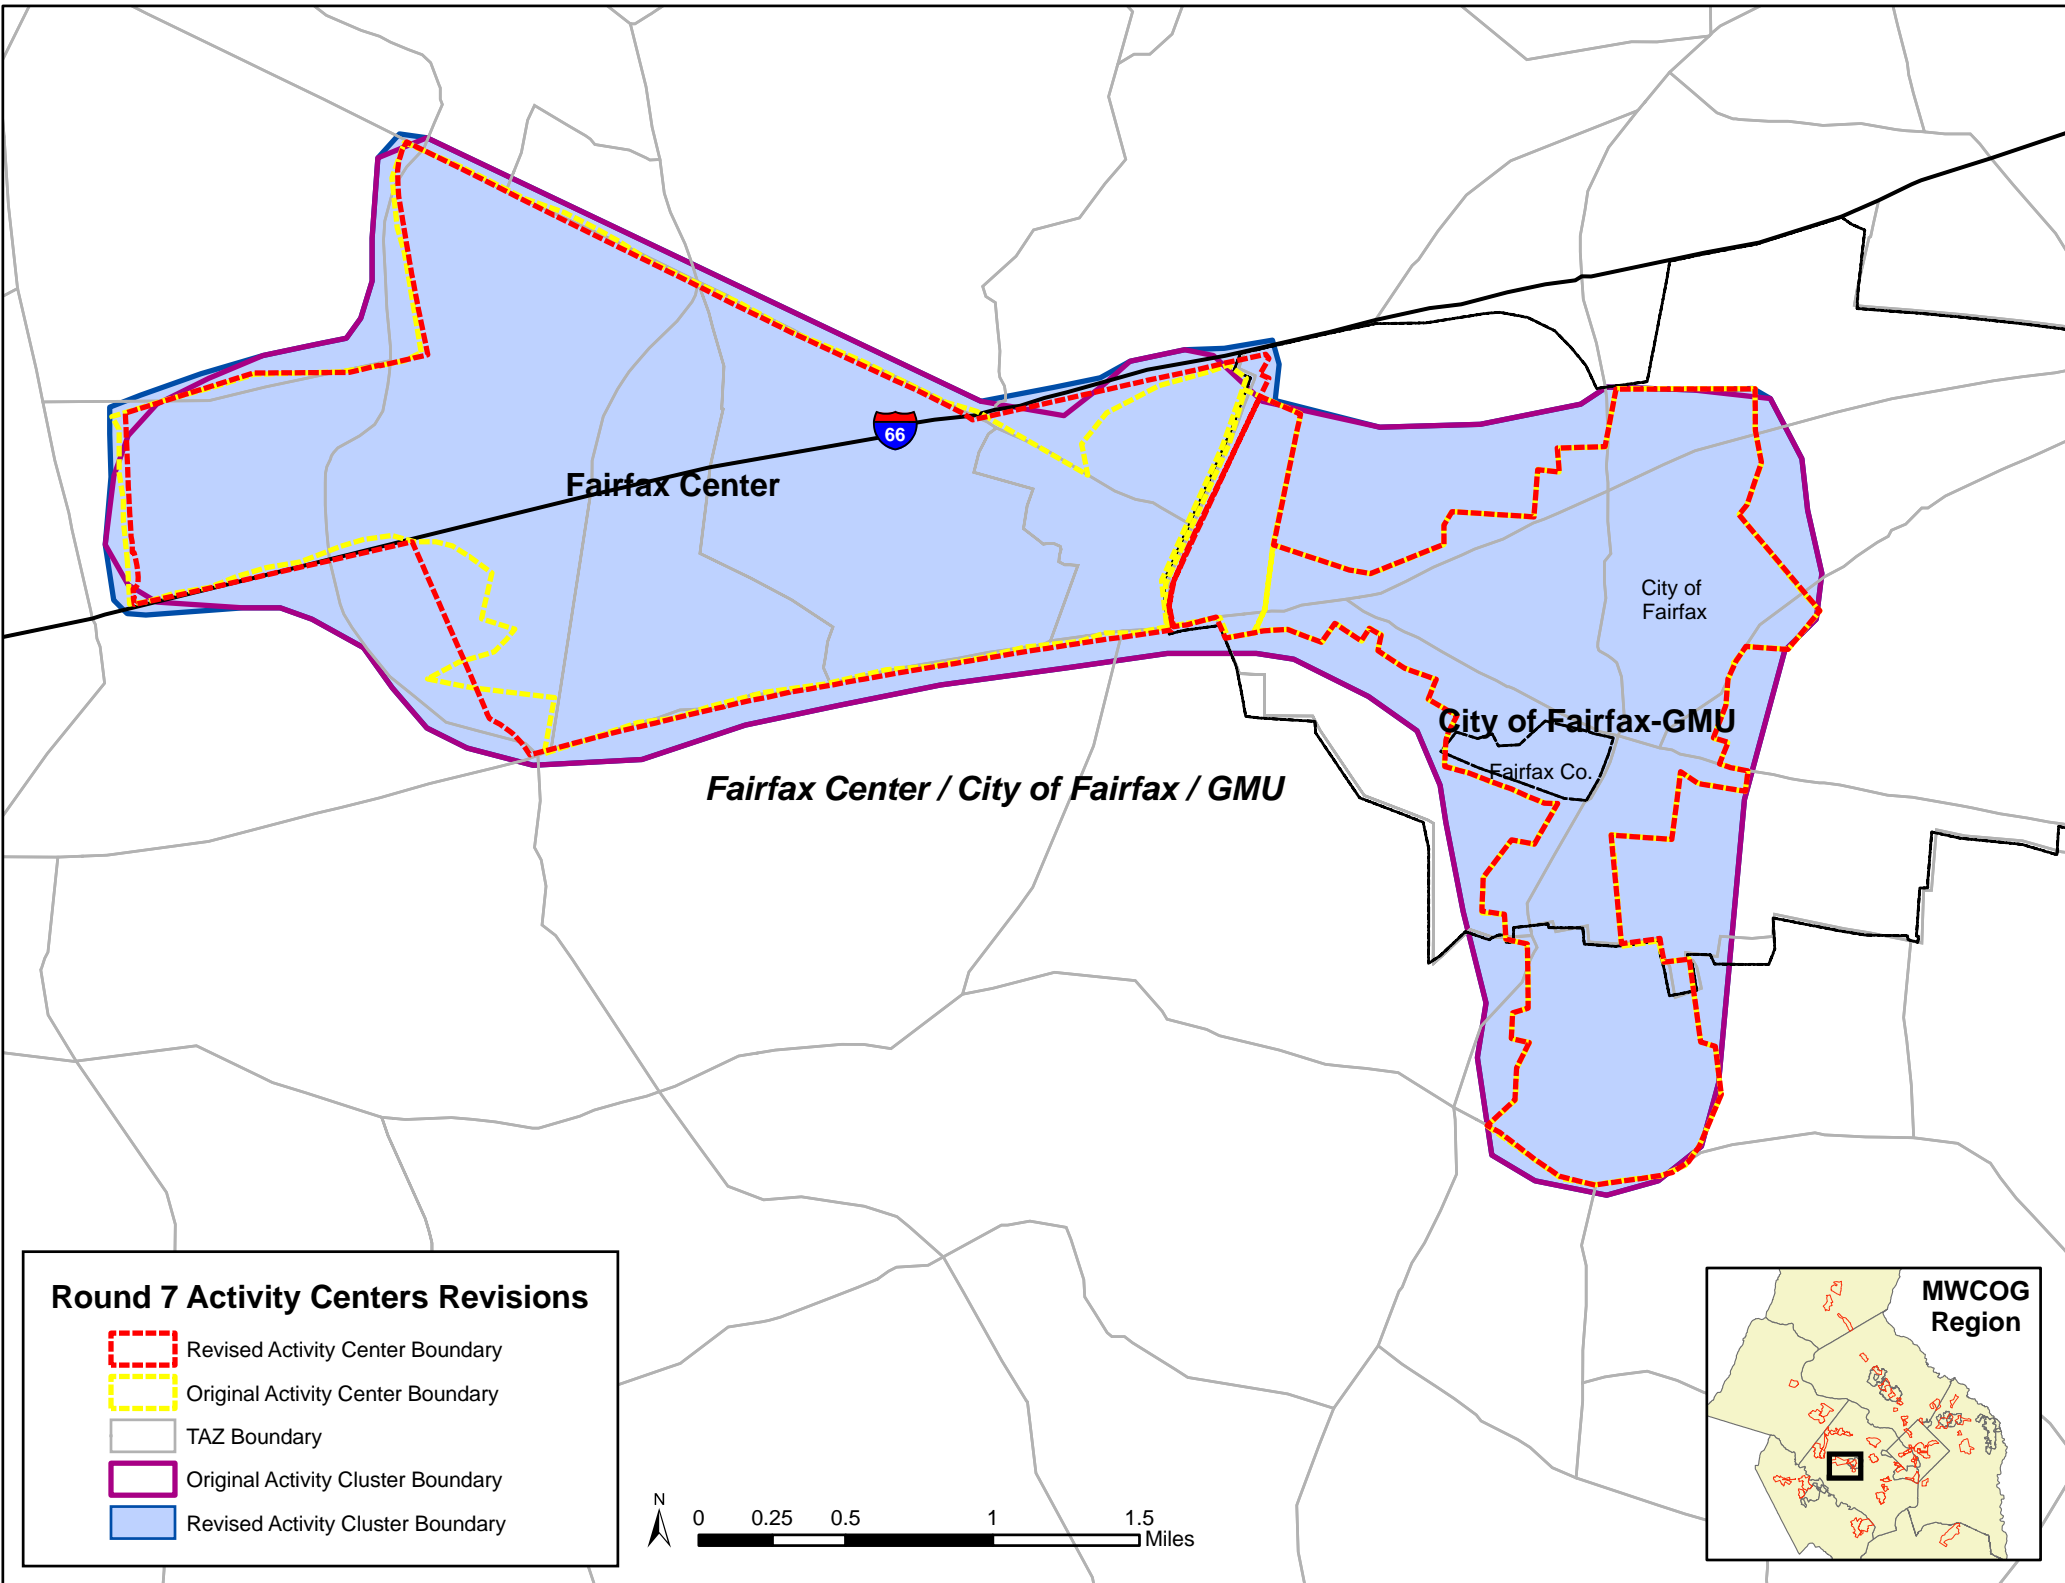 66
Fairfax Center
City of
Fairfax
City of Fairfax-GMU
Fairfax Co.
Fairfax Center / City of Fairfax / GMU
Round 7 Activity Centers Revisions
Revised Activity Center Boundary
Original Activity Center Boundary
TAZ Boundary
Original Activity Cluster Boundary
Revised Activity Cluster Boundary
N
0 0.25 0.5 1 1.5
Miles
MWCOG
Region